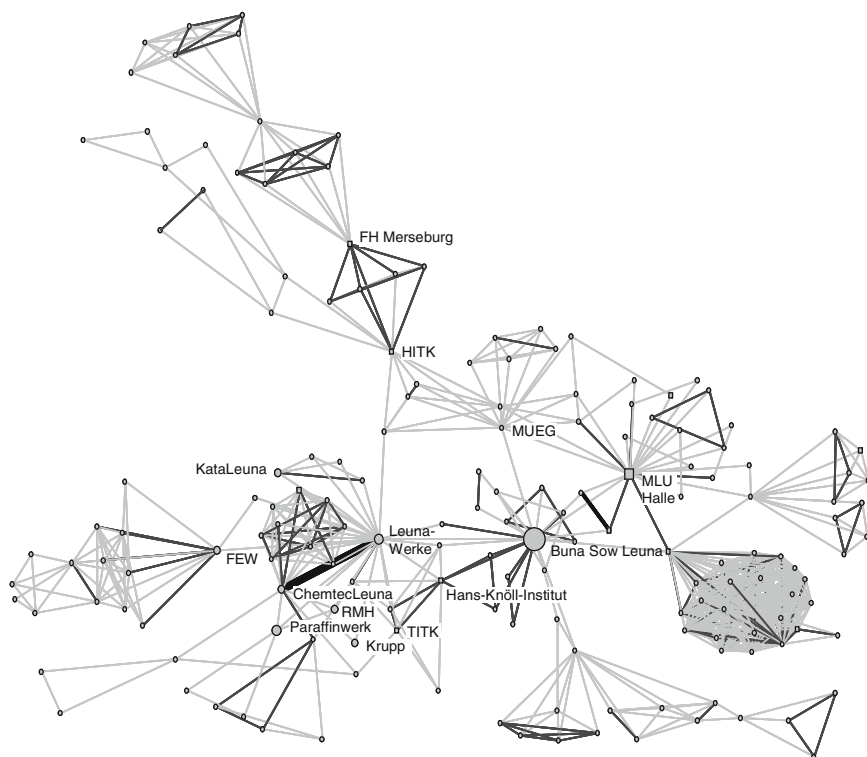 FH Merseburg
HITK
MUEG
KataLeuna
MLU
Halle
Leuna-
Werke
FEW
Buna Sow Leuna
ChemtecLeuna
Hans-Knöll-Institut
RMH
Paraffinwerk
TITK
Krupp